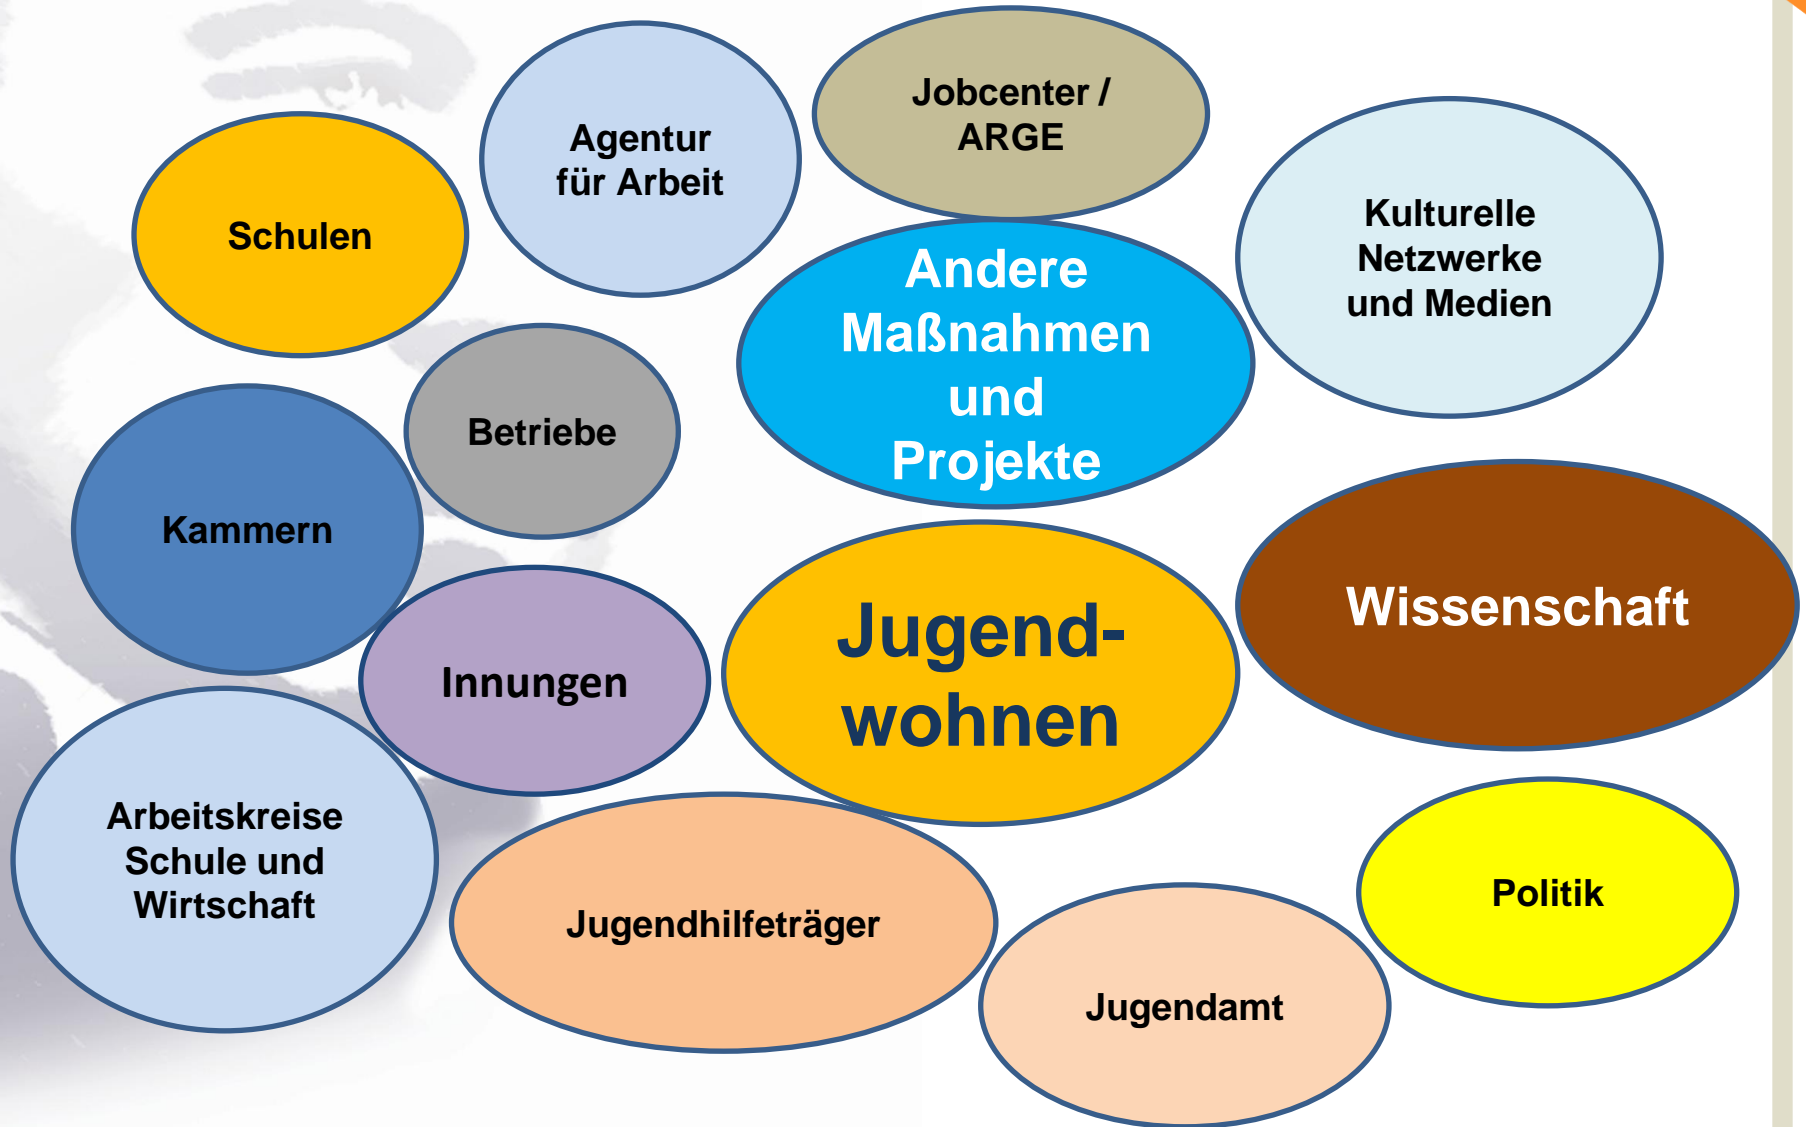 Jobcenter /
ARGE
Agentur
für Arbeit
Schulen
Kulturelle
Netzwerke
und Medien
Andere
Maßnahmen
und
Projekte
Betriebe
Kammern
Wissenschaft
Jugend-
wohnen
Innungen
Arbeitskreise
Schule und
Wirtschaft
Jugendhilfeträger
Politik
Jugendamt